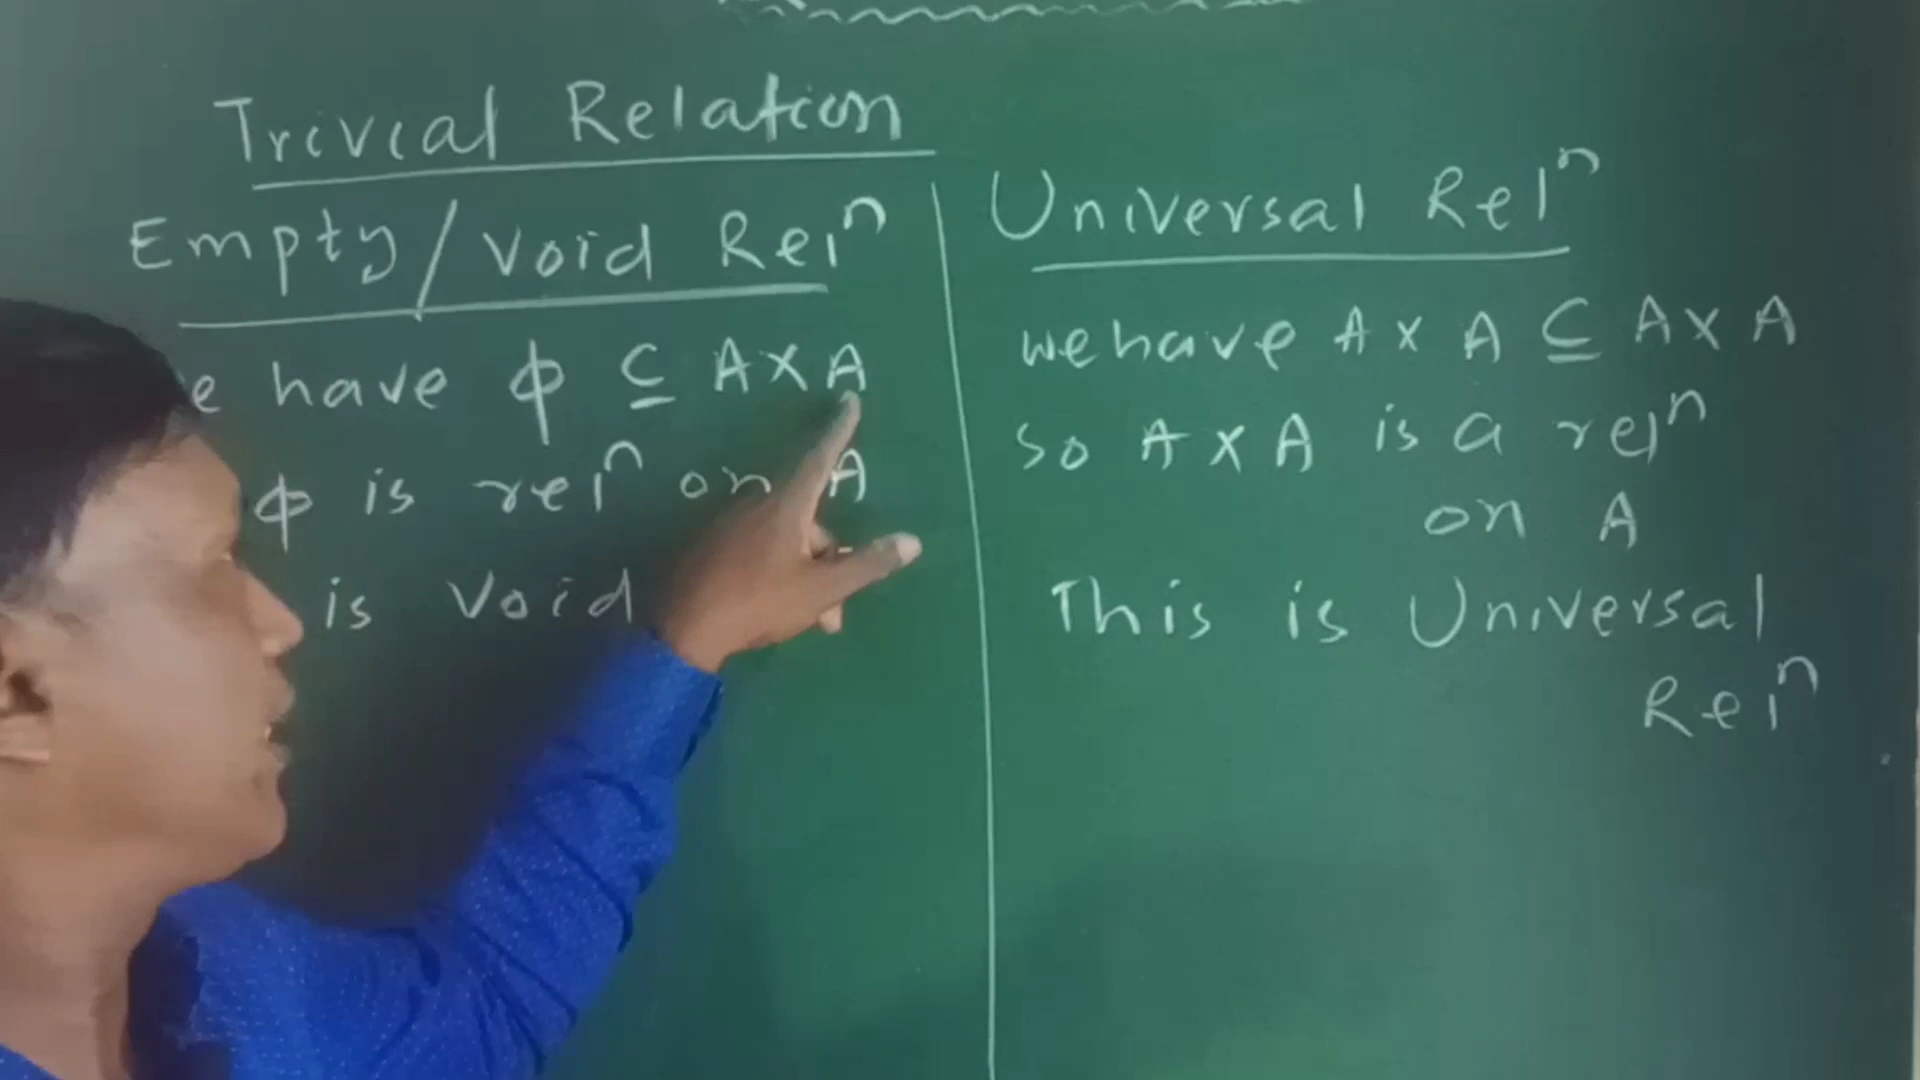 Trivial Relation
Empty/Void Relⁿ
have ϕ ⊆ A×A
ϕ is relⁿ on A
is Void
Universal Relⁿ
we have A × A ⊆ A × A
so A × A is a relⁿ
on A
This is Universal
Relⁿ